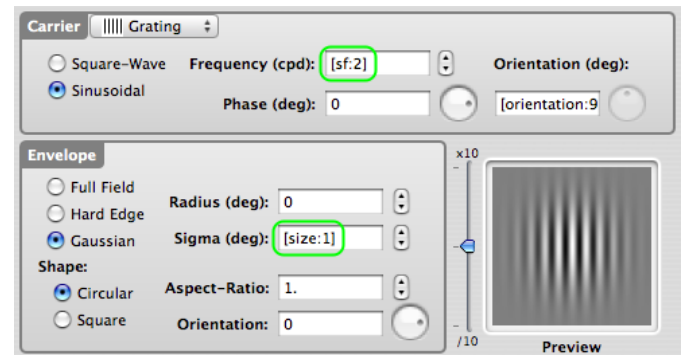 Carrier Grating
Square-Wave Frequency (cpd): [sf:2] Orientation (deg):
Sinusoidal Phase (deg): 0 [orientation:9
Envelope x10
Full Field
Radius (deg): 0
Hard Edge
Gaussian Sigma (deg): [size:1]
Shape:
Circular Aspect-Ratio: 1.
Square Orientation: 0
/10 Preview